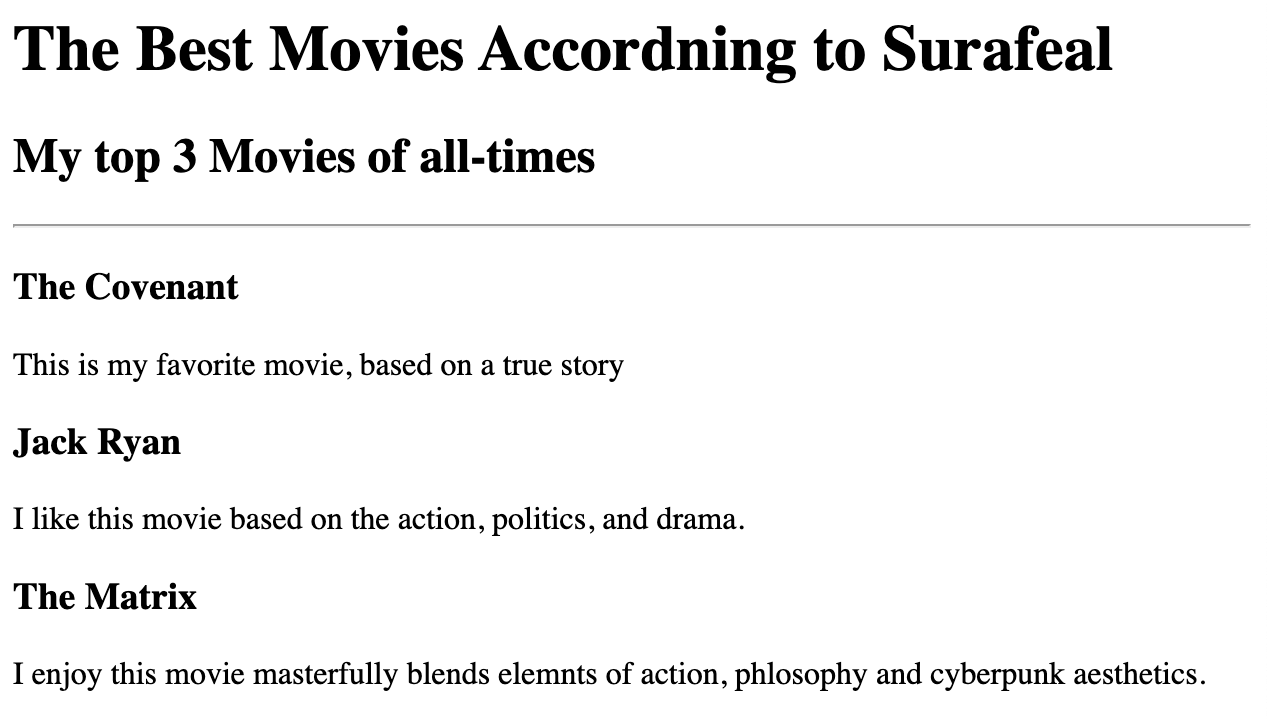 The Best Movies Accordning to Surafeal
My top 3 Movies of all-times
The Covenant
This is my favorite movie, based on a true story
Jack Ryan
I like this movie based on the action, politics, and drama.
The Matrix
I enjoy this movie masterfully blends elemnts of action, phlosophy and cyberpunk aesthetics.